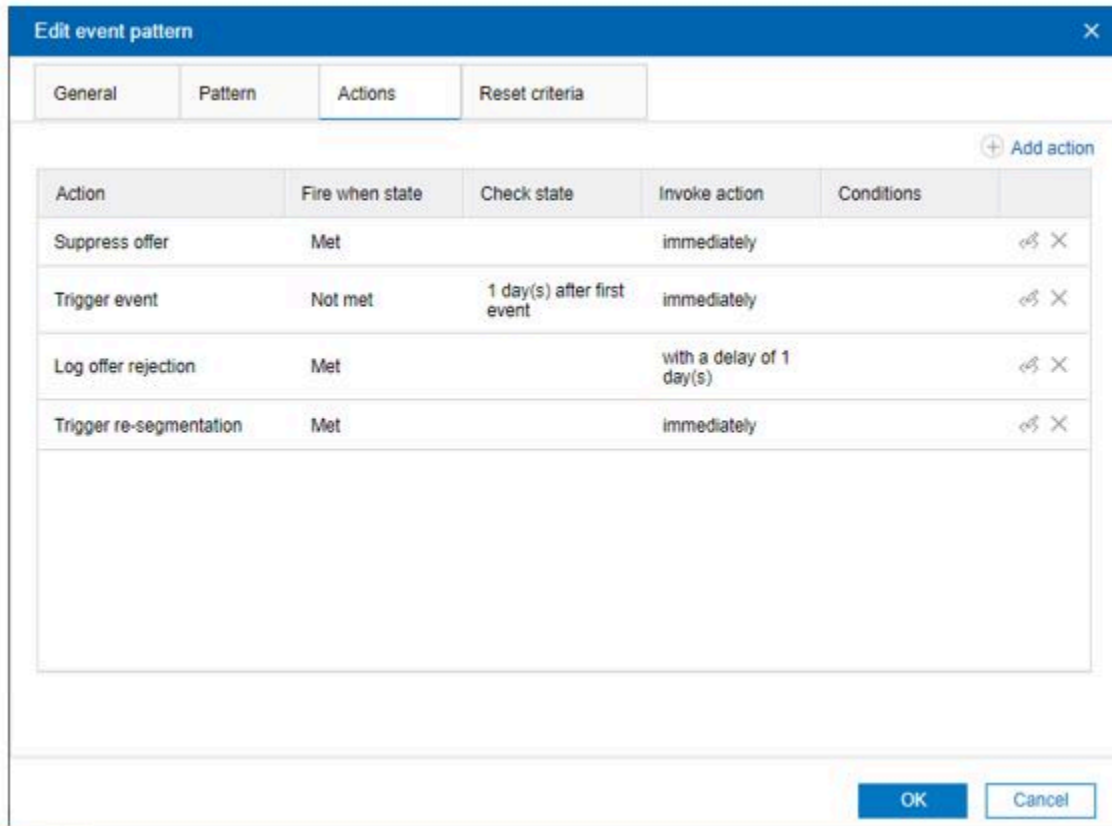 Edit event pattern
General Pattern Actions Reset criteria
Add action
Action Fire when state Check state Invoke action Conditions
Suppress offer Met immediately
Trigger event Not met 1 day(s) after first event immediately
Log offer rejection Met with a delay of 1 day(s)
Trigger re-segmentation Met immediately
OK Cancel